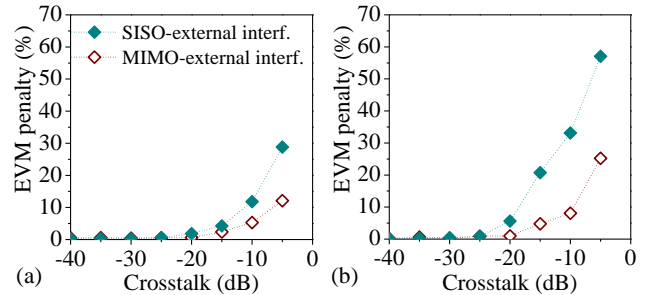 70
60
50
40
30
20
10
0
EVM penalty (%)
SISO-external interf.
MIMO-external interf.
-40 -30 -20 -10 0
Crosstalk (dB)
(a)
70
60
50
40
30
20
10
0
EVM penalty (%)
-40 -30 -20 -10 0
Crosstalk (dB)
(b)